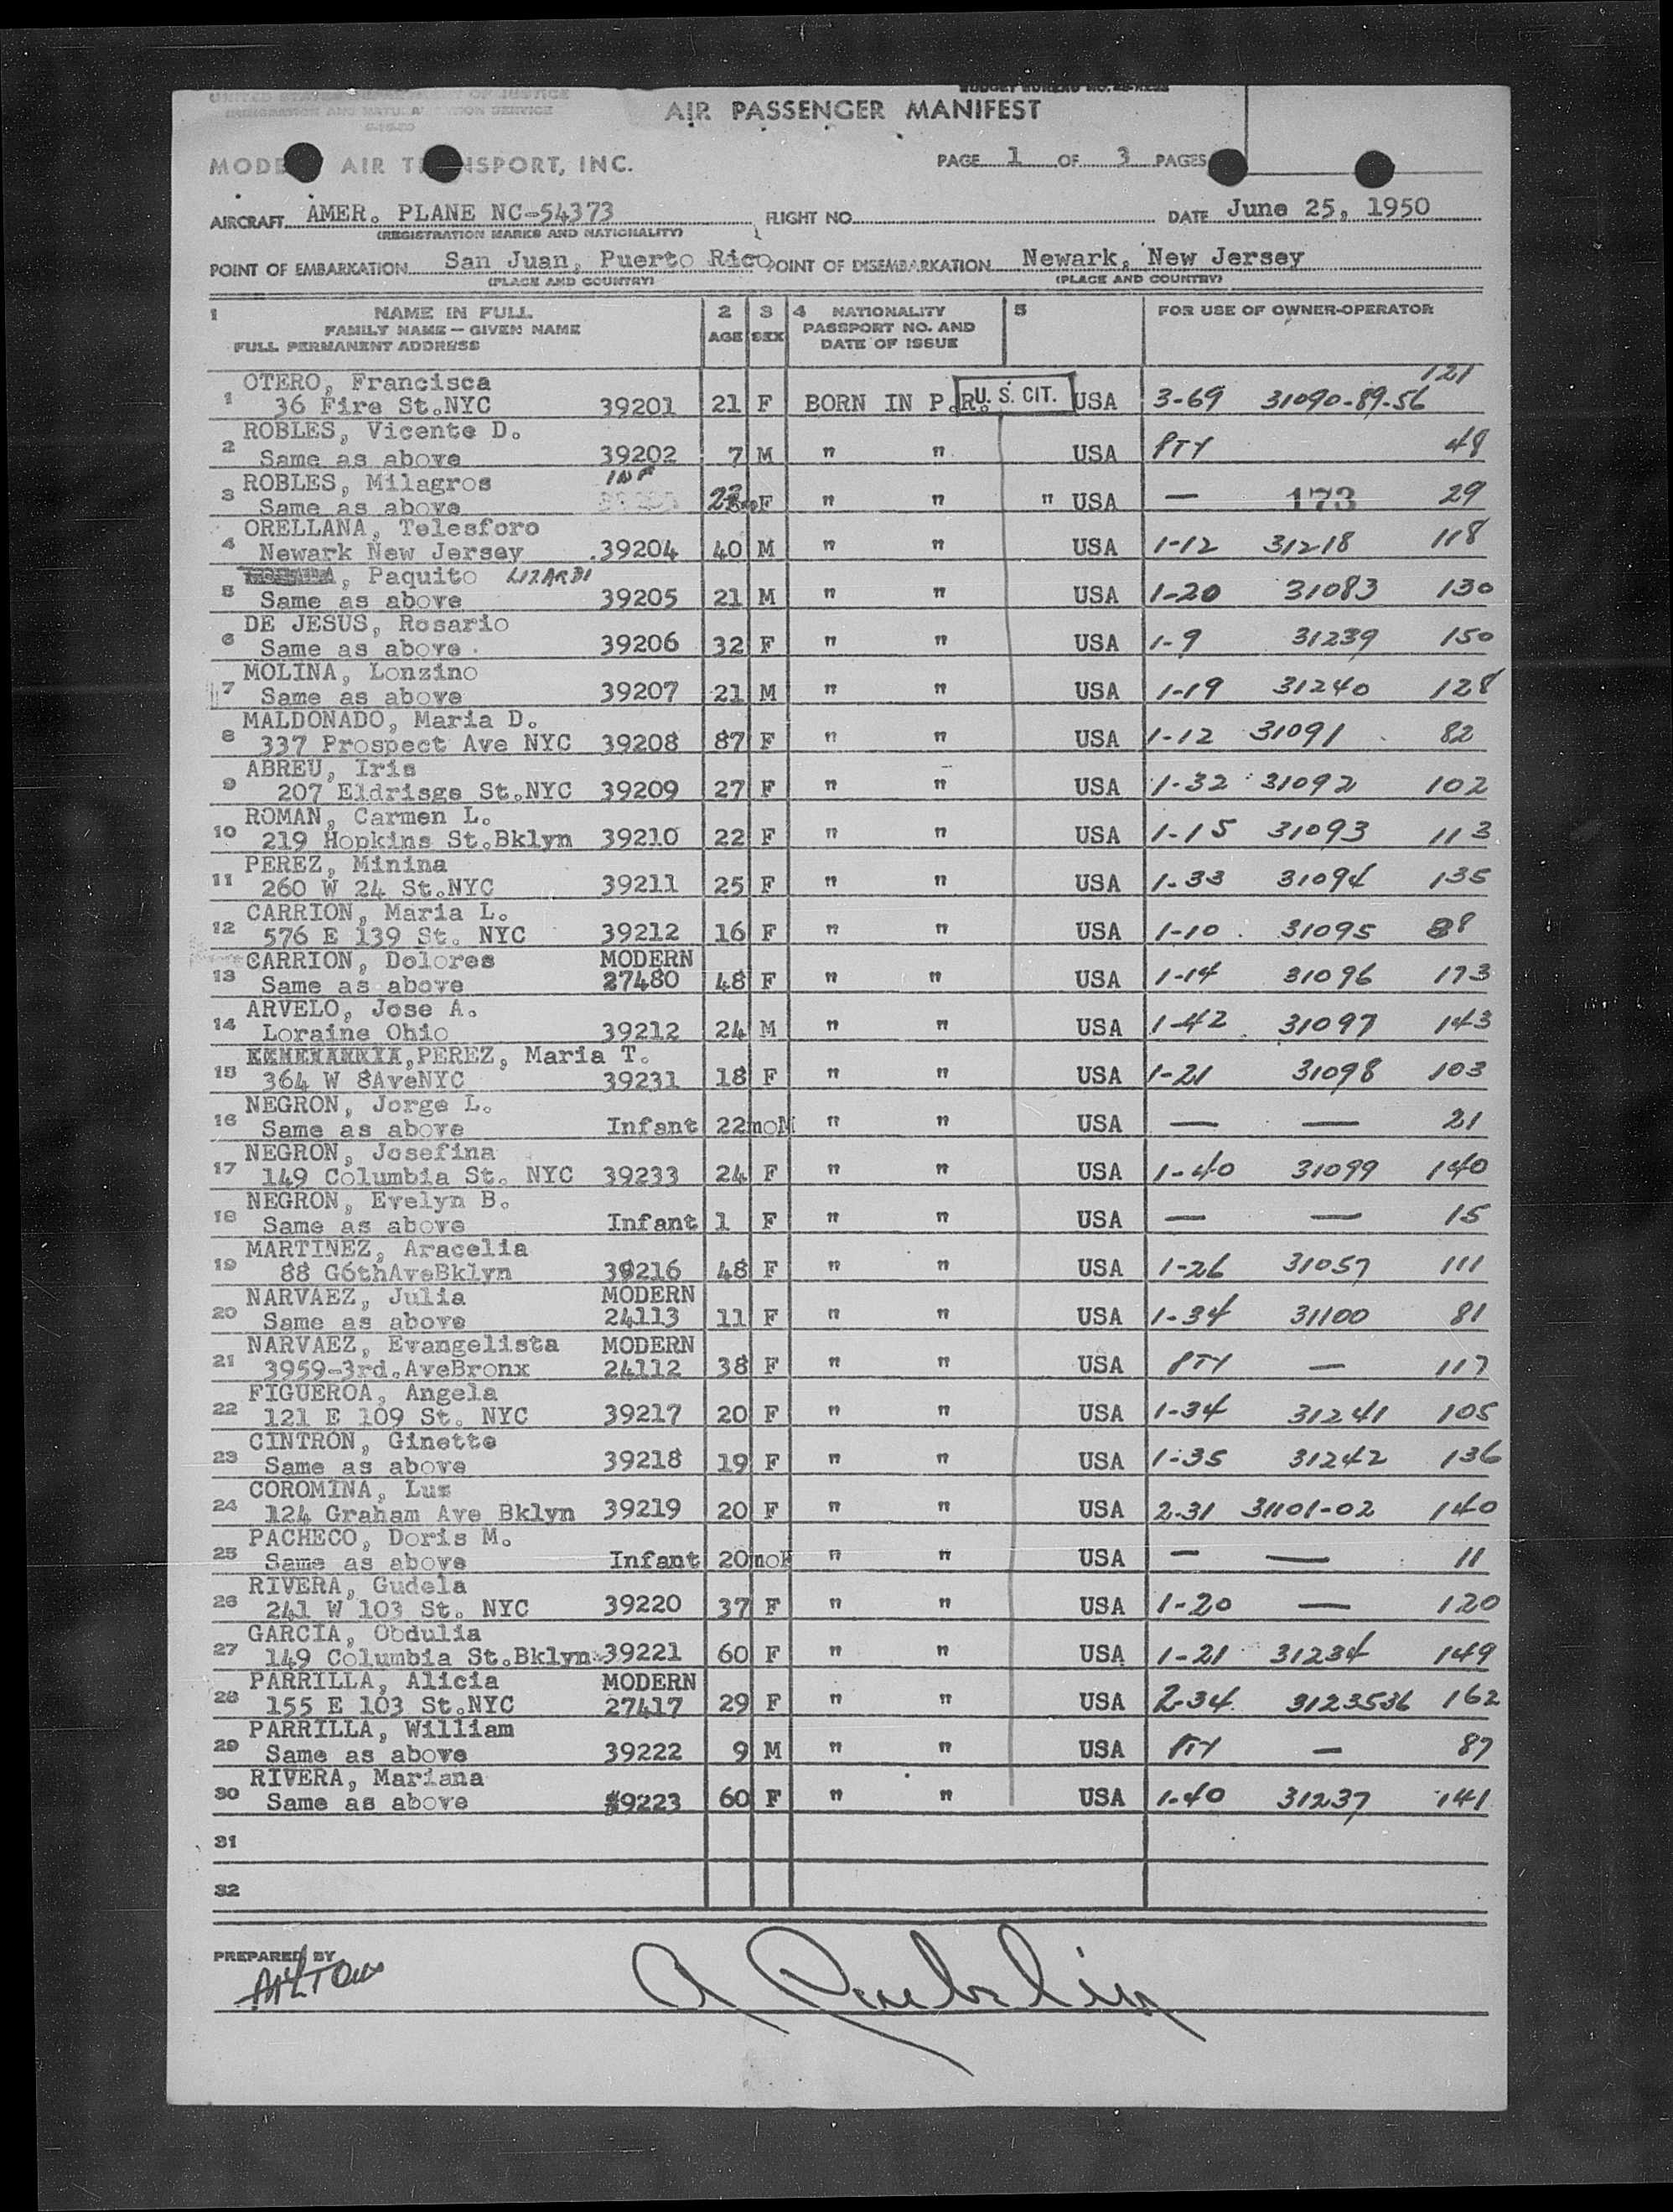 UNITED STATES DEPARTMENT OF JUSTICE
IMMIGRATION AND NATURALIZATION SERVICE
BUDGET BUREAU NO.
AIR PASSENGER MANIFEST
MODE AIR T NSPORT, INC.
PAGE 1 OF 3 PAGES
AIRCRAFT AMER. PLANE NC-54373 FLIGHT NO. DATE June 25, 1950
(REGISTRATION MARKS AND NATIONALITY)
POINT OF EMBARKATION San Juan, Puerto Rico POINT OF DISEMBARKATION Newark, New Jersey
(PLACE AND COUNTRY) (PLACE AND COUNTRY)
1 NAME IN FULL 2 3 4 NATIONALITY 5 FOR USE OF OWNER-OPERATOR
FAMILY NAME — GIVEN NAME AGE SEX PASSPORT NO. AND
FULL PERMANENT ADDRESS DATE OF ISSUE
OTERO, Francisca 121
1 36 Fire St.NYC 39201 21 F BORN IN P.R. U. S. CIT. USA 3-69 31090-89-56
ROBLES, Vicente D.
2 Same as above 39202 7 M " " USA PTY 48
ROBLES, Milagros INF
3 Same as above F " " " USA — 173 29
ORELLANA, Telesforo
4 Newark New Jersey 39204 40 M " " USA 1-12 31218 118
, Paquito LIZARDI
5 Same as above 39205 21 M " " USA 1-20 31083 130
DE JESUS, Rosario
6 Same as above 39206 32 F " " USA 1-9 31239 150
MOLINA, Lonzino
7 Same as above 39207 21 M " " USA 1-19 31240 128
MALDONADO, Maria D.
8 337 Prospect Ave NYC 39208 87 F " " USA 1-12 31091 82
ABREU, Iris
9 207 Eldrisge St.NYC 39209 27 F " " USA 1-32 31092 102
ROMAN, Carmen L.
10 219 Hopkins St.Bklyn 39210 22 F " " USA 1-15 31093 113
PEREZ, Minina
11 260 W 24 St.NYC 39211 25 F " " USA 1-33 31094 135
CARRION, Maria L.
12 576 E 139 St. NYC 39212 16 F " " USA 1-10 31095 88
CARRION, Dolores MODERN
13 Same as above 27480 48 F " " USA 1-14 31096 173
ARVELO, Jose A.
14 Loraine Ohio 39212 24 M " " USA 1-42 31097 143
PEREZ, Maria T.
15 364 W 8AveNYC 39231 18 F " " USA 1-21 31098 103
NEGRON, Jorge L.
16 Same as above Infant 22moM " " USA — — 21
NEGRON, Josefina
17 149 Columbia St. NYC 39233 24 F " " USA 1-40 31099 140
NEGRON, Evelyn B.
18 Same as above Infant 1 F " " USA — — 15
MARTINEZ, Aracelia
19 88 G6thAveBklyn 39216 48 F " " USA 1-26 31057 111
NARVAEZ, Julia MODERN
20 Same as above 24113 11 F " " USA 1-34 31100 81
NARVAEZ, Evangelista MODERN
21 3959-3rd.AveBronx 24112 38 F " " USA PTY — 117
FIGUEROA, Angela
22 121 E 109 St. NYC 39217 20 F " " USA 1-34 31241 105
CINTRON, Ginette
23 Same as above 39218 19 F " " USA 1-35 31242 136
COROMINA, Luz
24 124 Graham Ave Bklyn 39219 20 F " " USA 2-31 31101-02 140
PACHECO, Doris M.
25 Same as above Infant 20moF " " USA — — 11
RIVERA, Gudela
26 241 W 103 St. NYC 39220 37 F " " USA 1-20 — 120
GARCIA, Obdulia
27 149 Columbia St.Bklyn 39221 60 F " " USA 1-21 31234 149
PARRILLA, Alicia MODERN
28 155 E 103 St.NYC 27417 29 F " " USA 2-34 3123536 162
PARRILLA, William
29 Same as above 39222 9 M " " USA PTY — 87
RIVERA, Mariana
30 Same as above 39223 60 F " " USA 1-40 31237 141
31
32
PREPARED BY